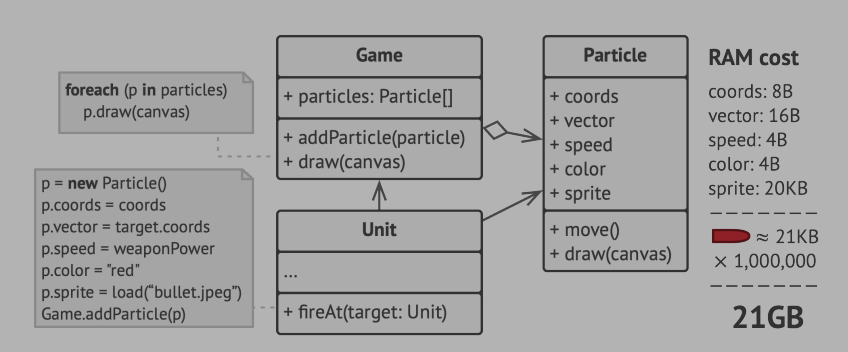 foreach (p in particles)
p.draw(canvas)
p = new Particle()
p.coords = coords
p.vector = target.coords
p.speed = weaponPower
p.color = "red"
p.sprite = load(“bullet.jpeg”)
Game.addParticle(p)
Game
+ particles: Particle[]
+ addParticle(particle)
+ draw(canvas)
Unit
...
+ fireAt(target: Unit)
Particle
+ coords
+ vector
+ speed
+ color
+ sprite
+ move()
+ draw(canvas)
RAM cost
coords: 8B
vector: 16B
speed: 4B
color: 4B
sprite: 20KB
≈ 21KB
× 1,000,000
21GB